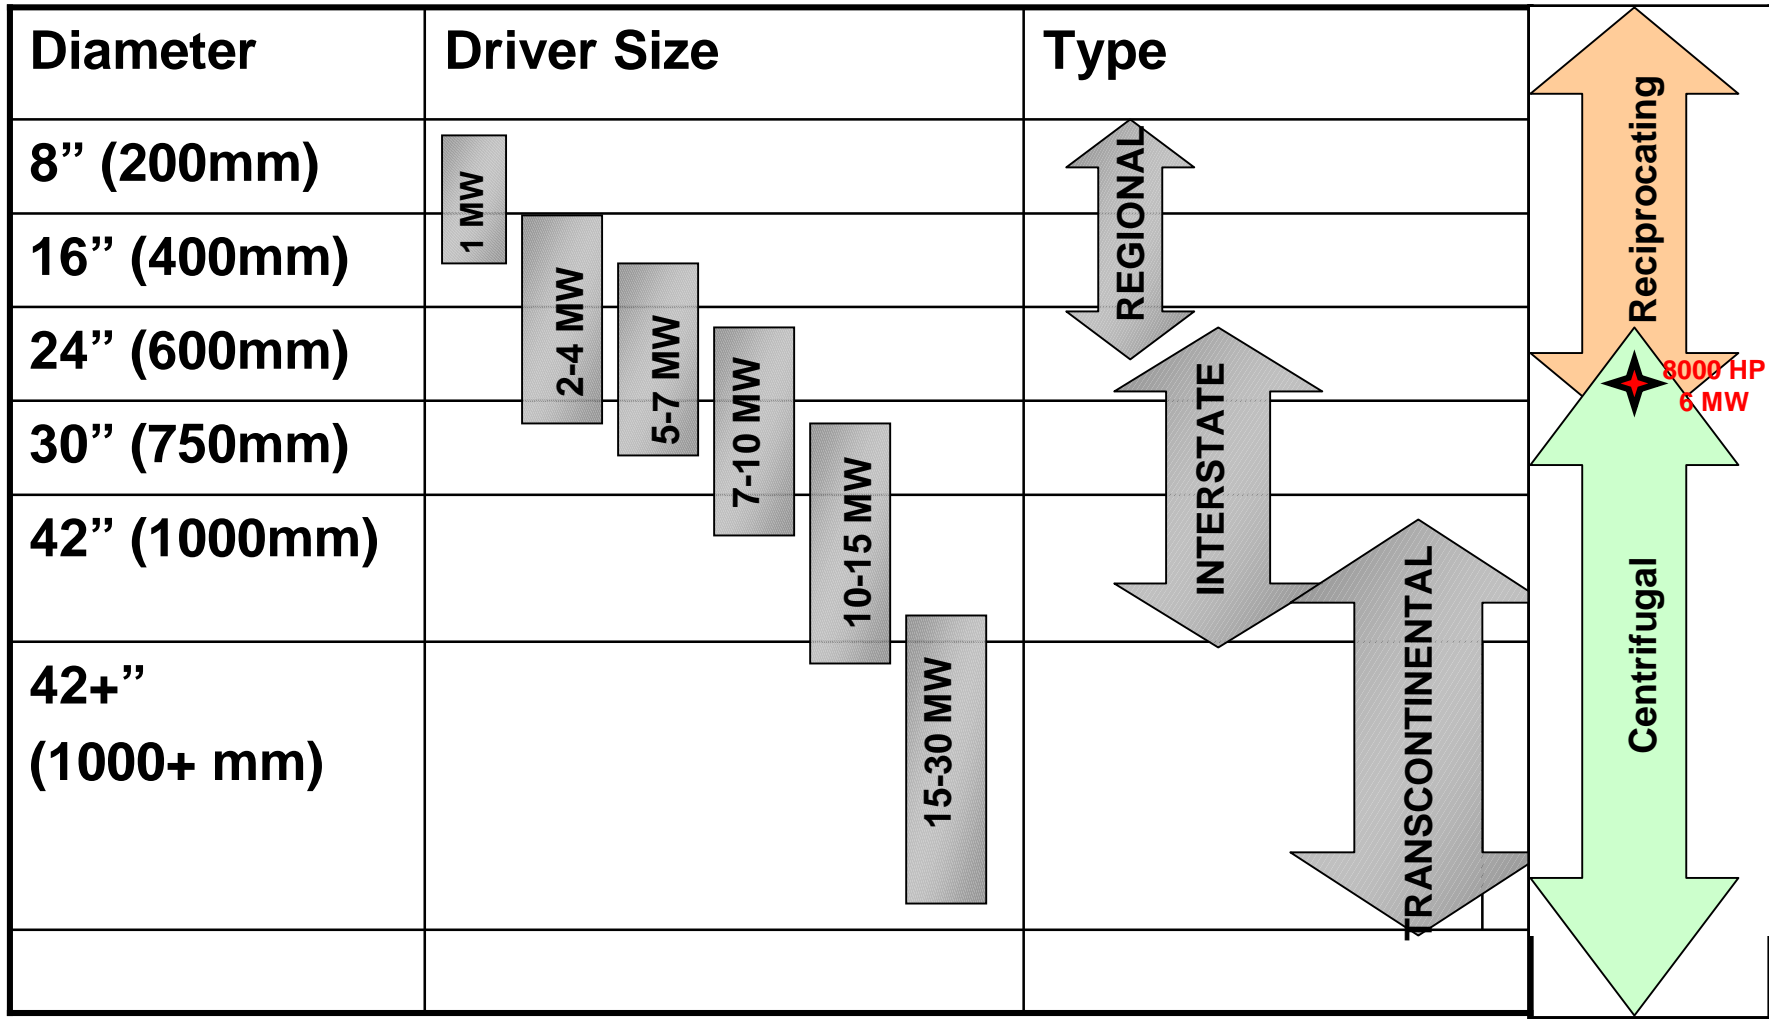 Diameter
Driver Size
Type
8” (200mm)
16” (400mm)
24” (600mm)
30” (750mm)
42” (1000mm)
42+”
(1000+ mm)
1 MW
2-4 MW
5-7 MW
7-10 MW
10-15 MW
15-30 MW
REGIONAL
INTERSTATE
TRANSCONTINENTAL
Reciprocating
8000 HP
6 MW
Centrifugal